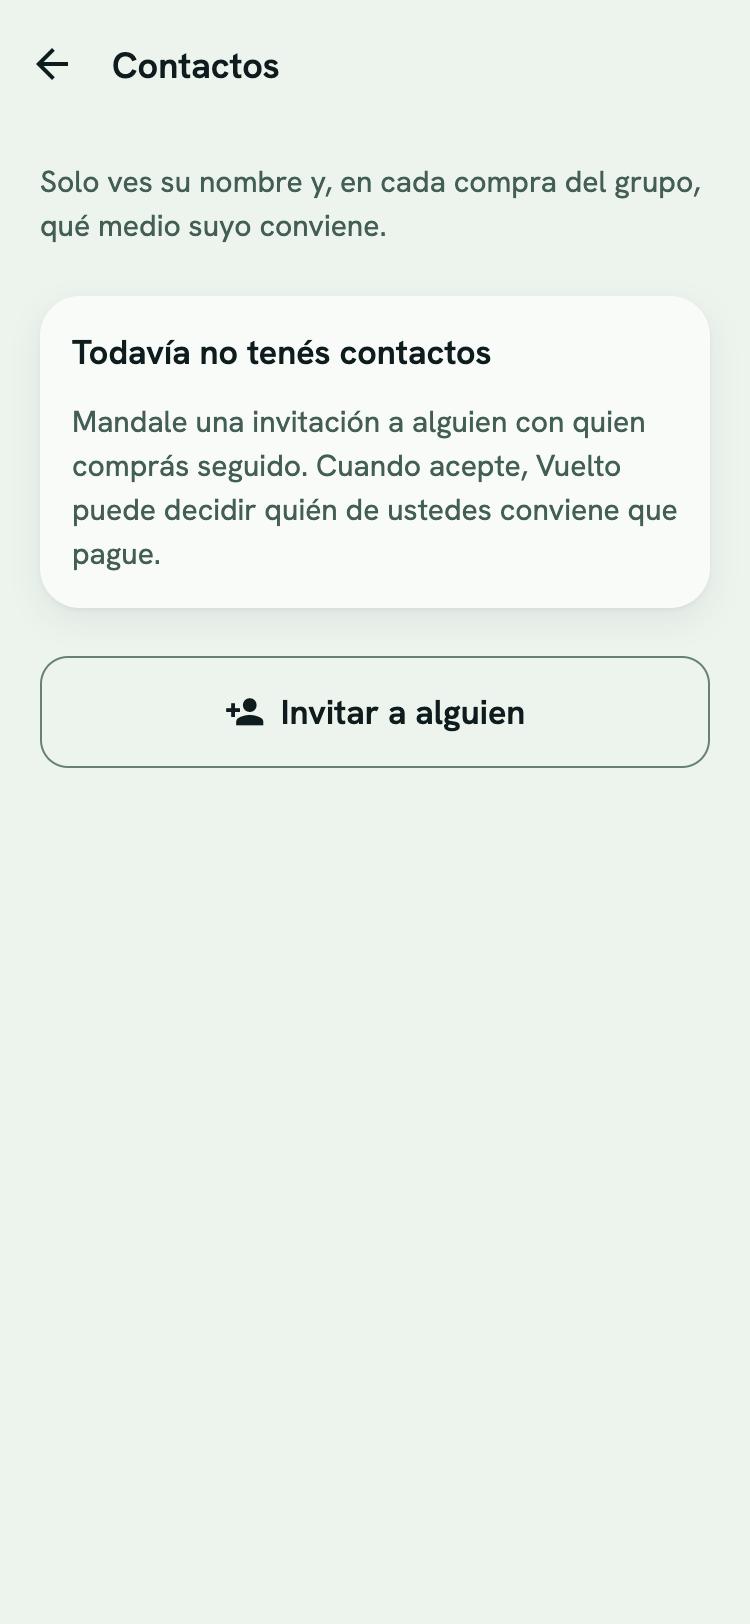 Contactos
Solo ves su nombre y, en cada compra del grupo,
qué medio suyo conviene.
Todavía no tenés contactos
Mandale una invitación a alguien con quien
comprás seguido. Cuando acepte, Vuelto
puede decidir quién de ustedes conviene que
pague.
Invitar a alguien